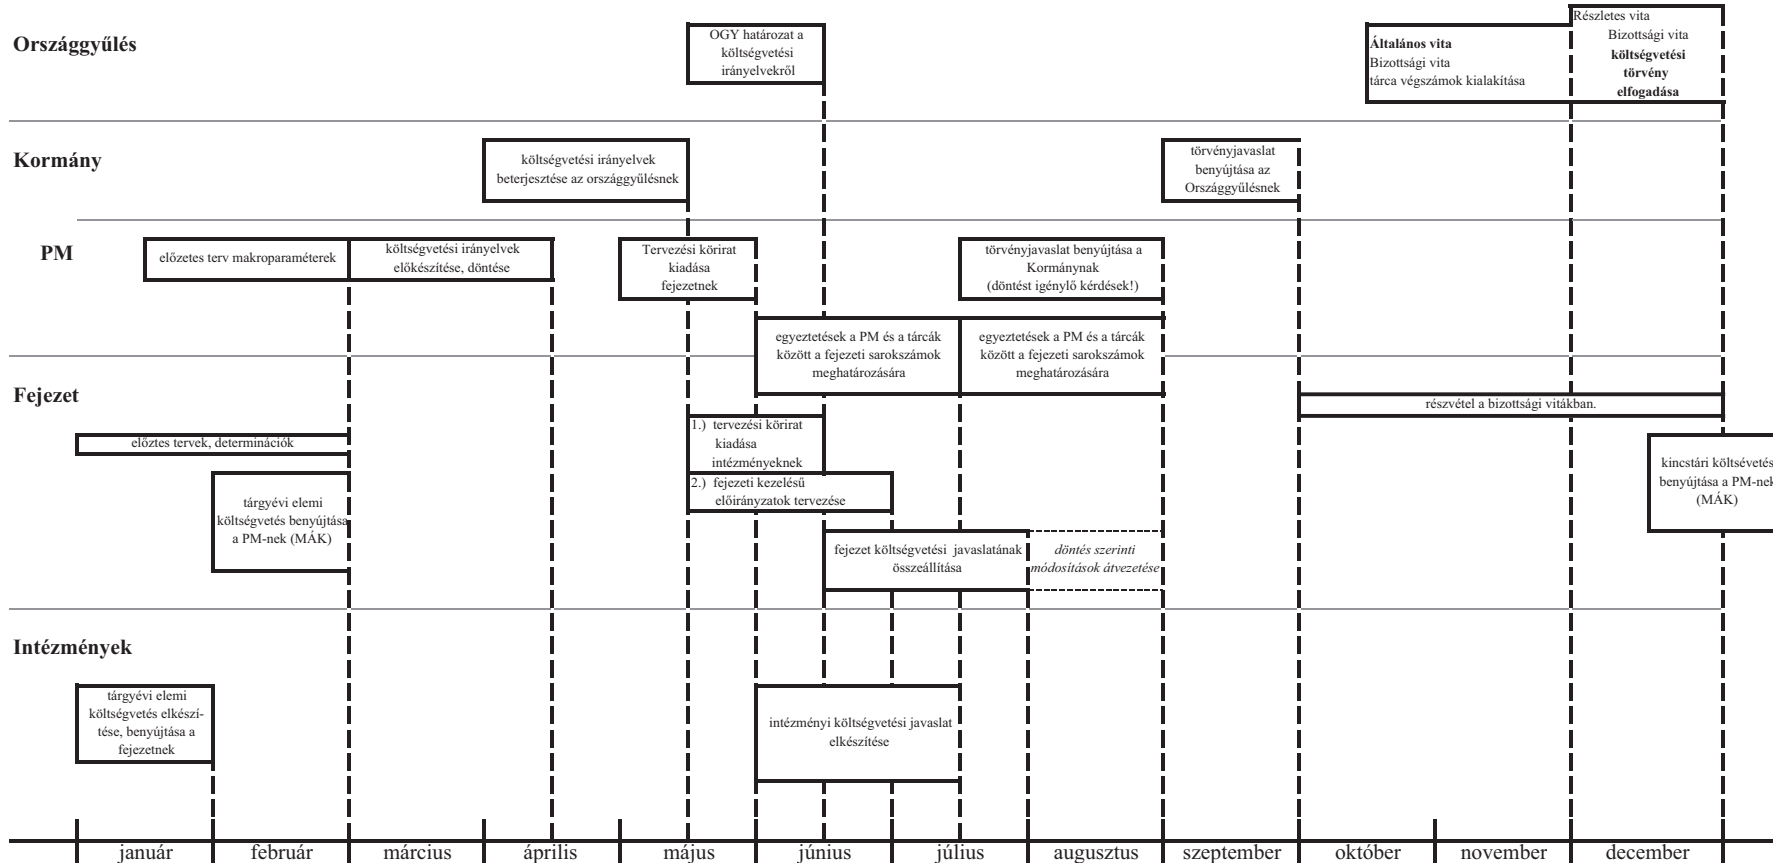 Országgyűlés
OGY határozat a
költségvetési
irányelvekről
Általános vita
Bizottsági vita
tárca végszámok kialakítása
Részletes vita
Bizottsági vita
költségvetési
törvény
elfogadása
Kormány
költségvetési irányelvek
beterjesztése az országgyűlésnek
törvényjavaslat
benyújtása az
Országgyűlésnek
PM
előzetes terv makroparaméterek
költségvetési irányelvek
előkészítése, döntése
Tervezési körirat
kiadása
fejezetnek
törvényjavaslat benyújtása a
Kormánynak
(döntést igénylő kérdések!)
egyeztetések a PM és a tárcák
között a fejezeti sarokszámok
meghatározására
egyeztetések a PM és a tárcák
között a fejezeti sarokszámok
meghatározására
Fejezet
részvétel a bizottsági vitákban.
előztes tervek, determinációk
1.) tervezési körirat
kiadása
intézményeknek
2.) fejezeti kezelésű
előirányzatok tervezése
tárgyévi elemi
költségvetés benyújtása
a PM-nek (MÁK)
kincstári költsévetés
benyújtása a PM-nek
(MÁK)
fejezet költségvetési javaslatának
összeállítása
döntés szerinti
módosítások átvezetése
Intézmények
tárgyévi elemi
költségvetés elkészí-
tése, benyújtása a
fejezetnek
intézményi költségvetési javaslat
elkészítése
január február március április május június július augusztus szeptember október november december